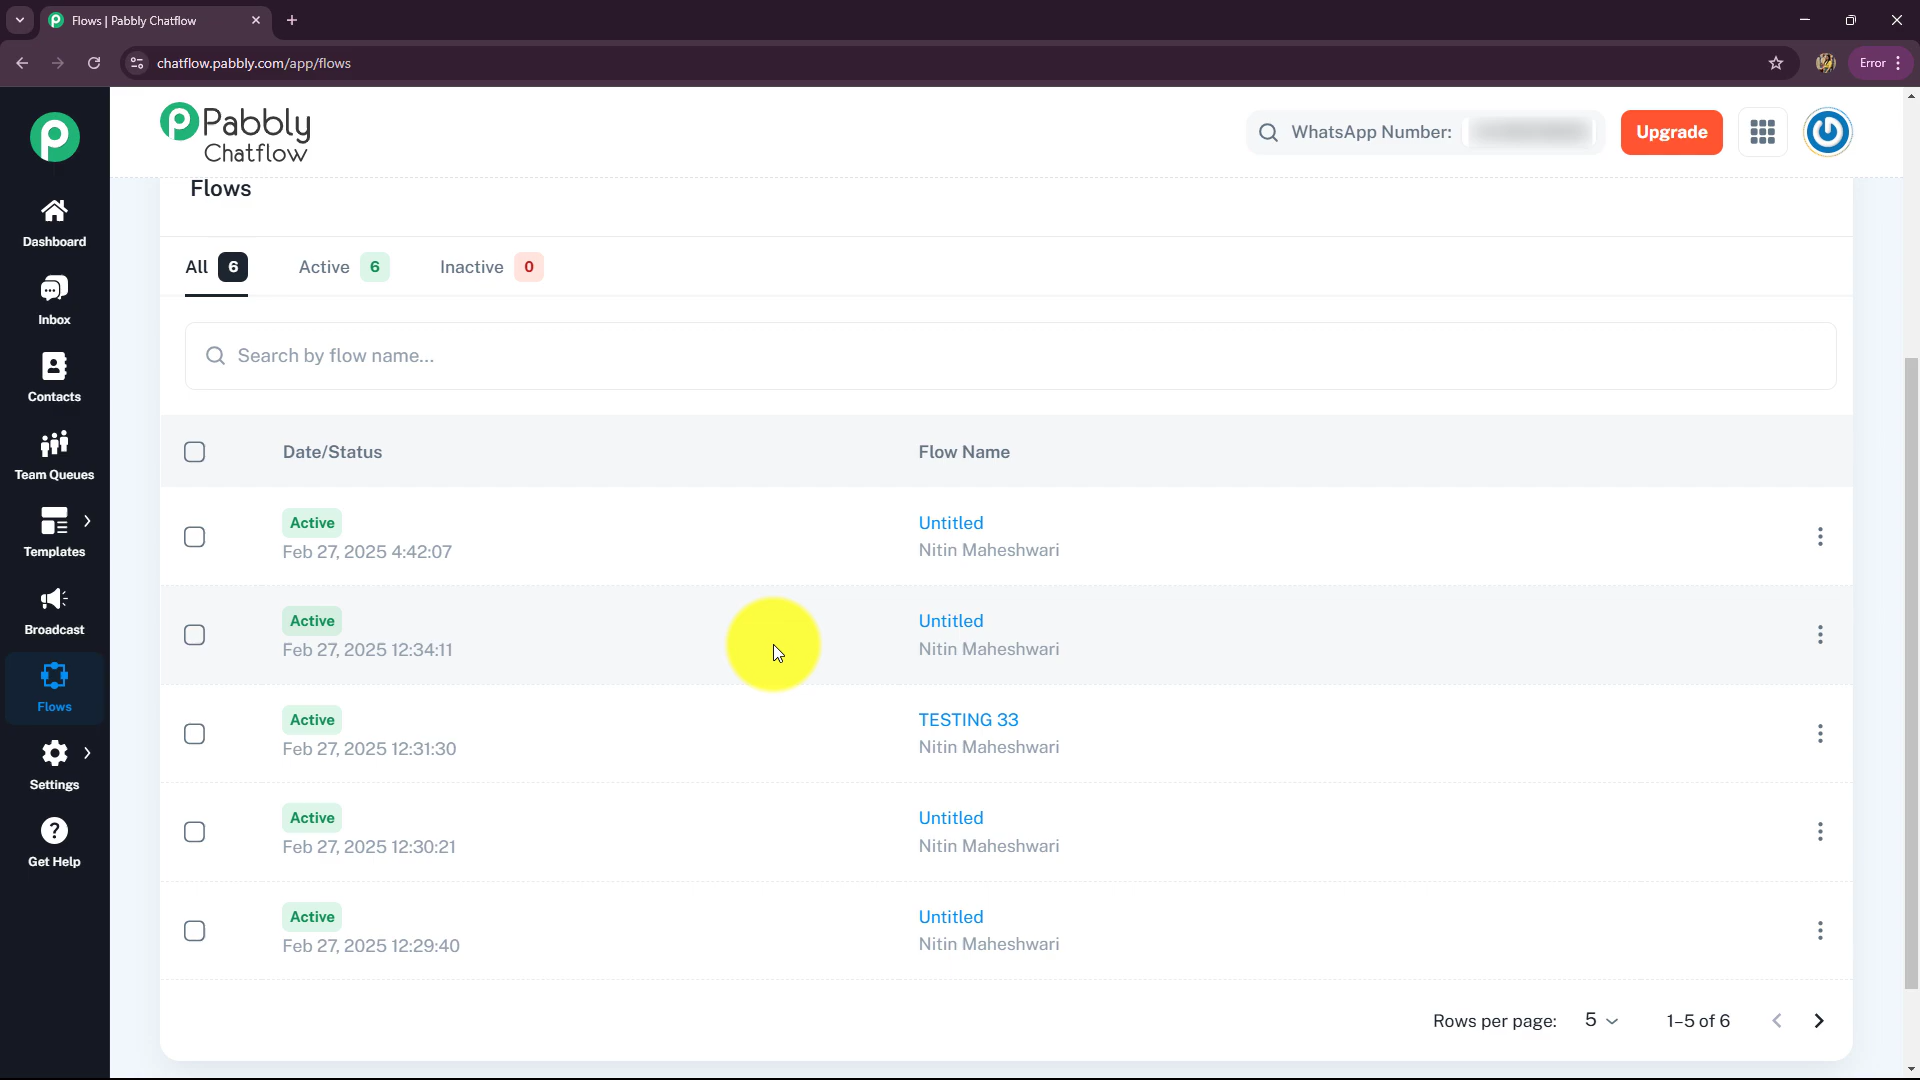 Flows | Pabbly Chatflow
chatflow.pabbly.com/app/flows
Error
Pabbly
Chatflow
WhatsApp Number:
Upgrade
Dashboard
Inbox
Contacts
Team Queues
Templates
Broadcast
Flows
Settings
Get Help
Flows
All 6
Active 6
Inactive 0
Search by flow name...
Date/Status
Flow Name
Active
Feb 27, 2025 4:42:07
Untitled
Nitin Maheshwari
Active
Feb 27, 2025 12:34:11
Untitled
Nitin Maheshwari
Active
Feb 27, 2025 12:31:30
TESTING 33
Nitin Maheshwari
Active
Feb 27, 2025 12:30:21
Untitled
Nitin Maheshwari
Active
Feb 27, 2025 12:29:40
Untitled
Nitin Maheshwari
Rows per page: 5
1–5 of 6